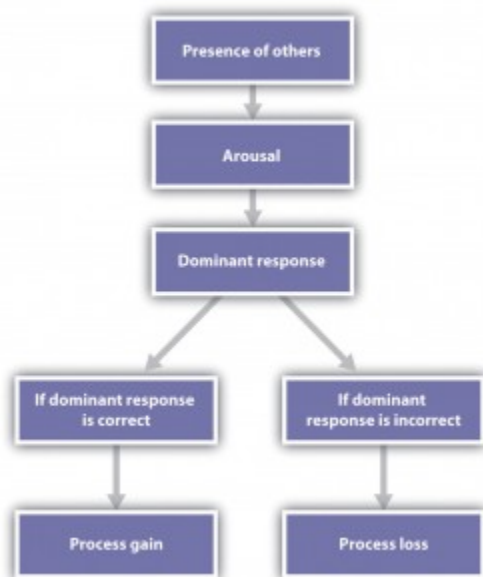 Presence of others
Arousal
Dominant response
If dominant response
is correct
If dominant
response is incorrect
Process gain
Process loss